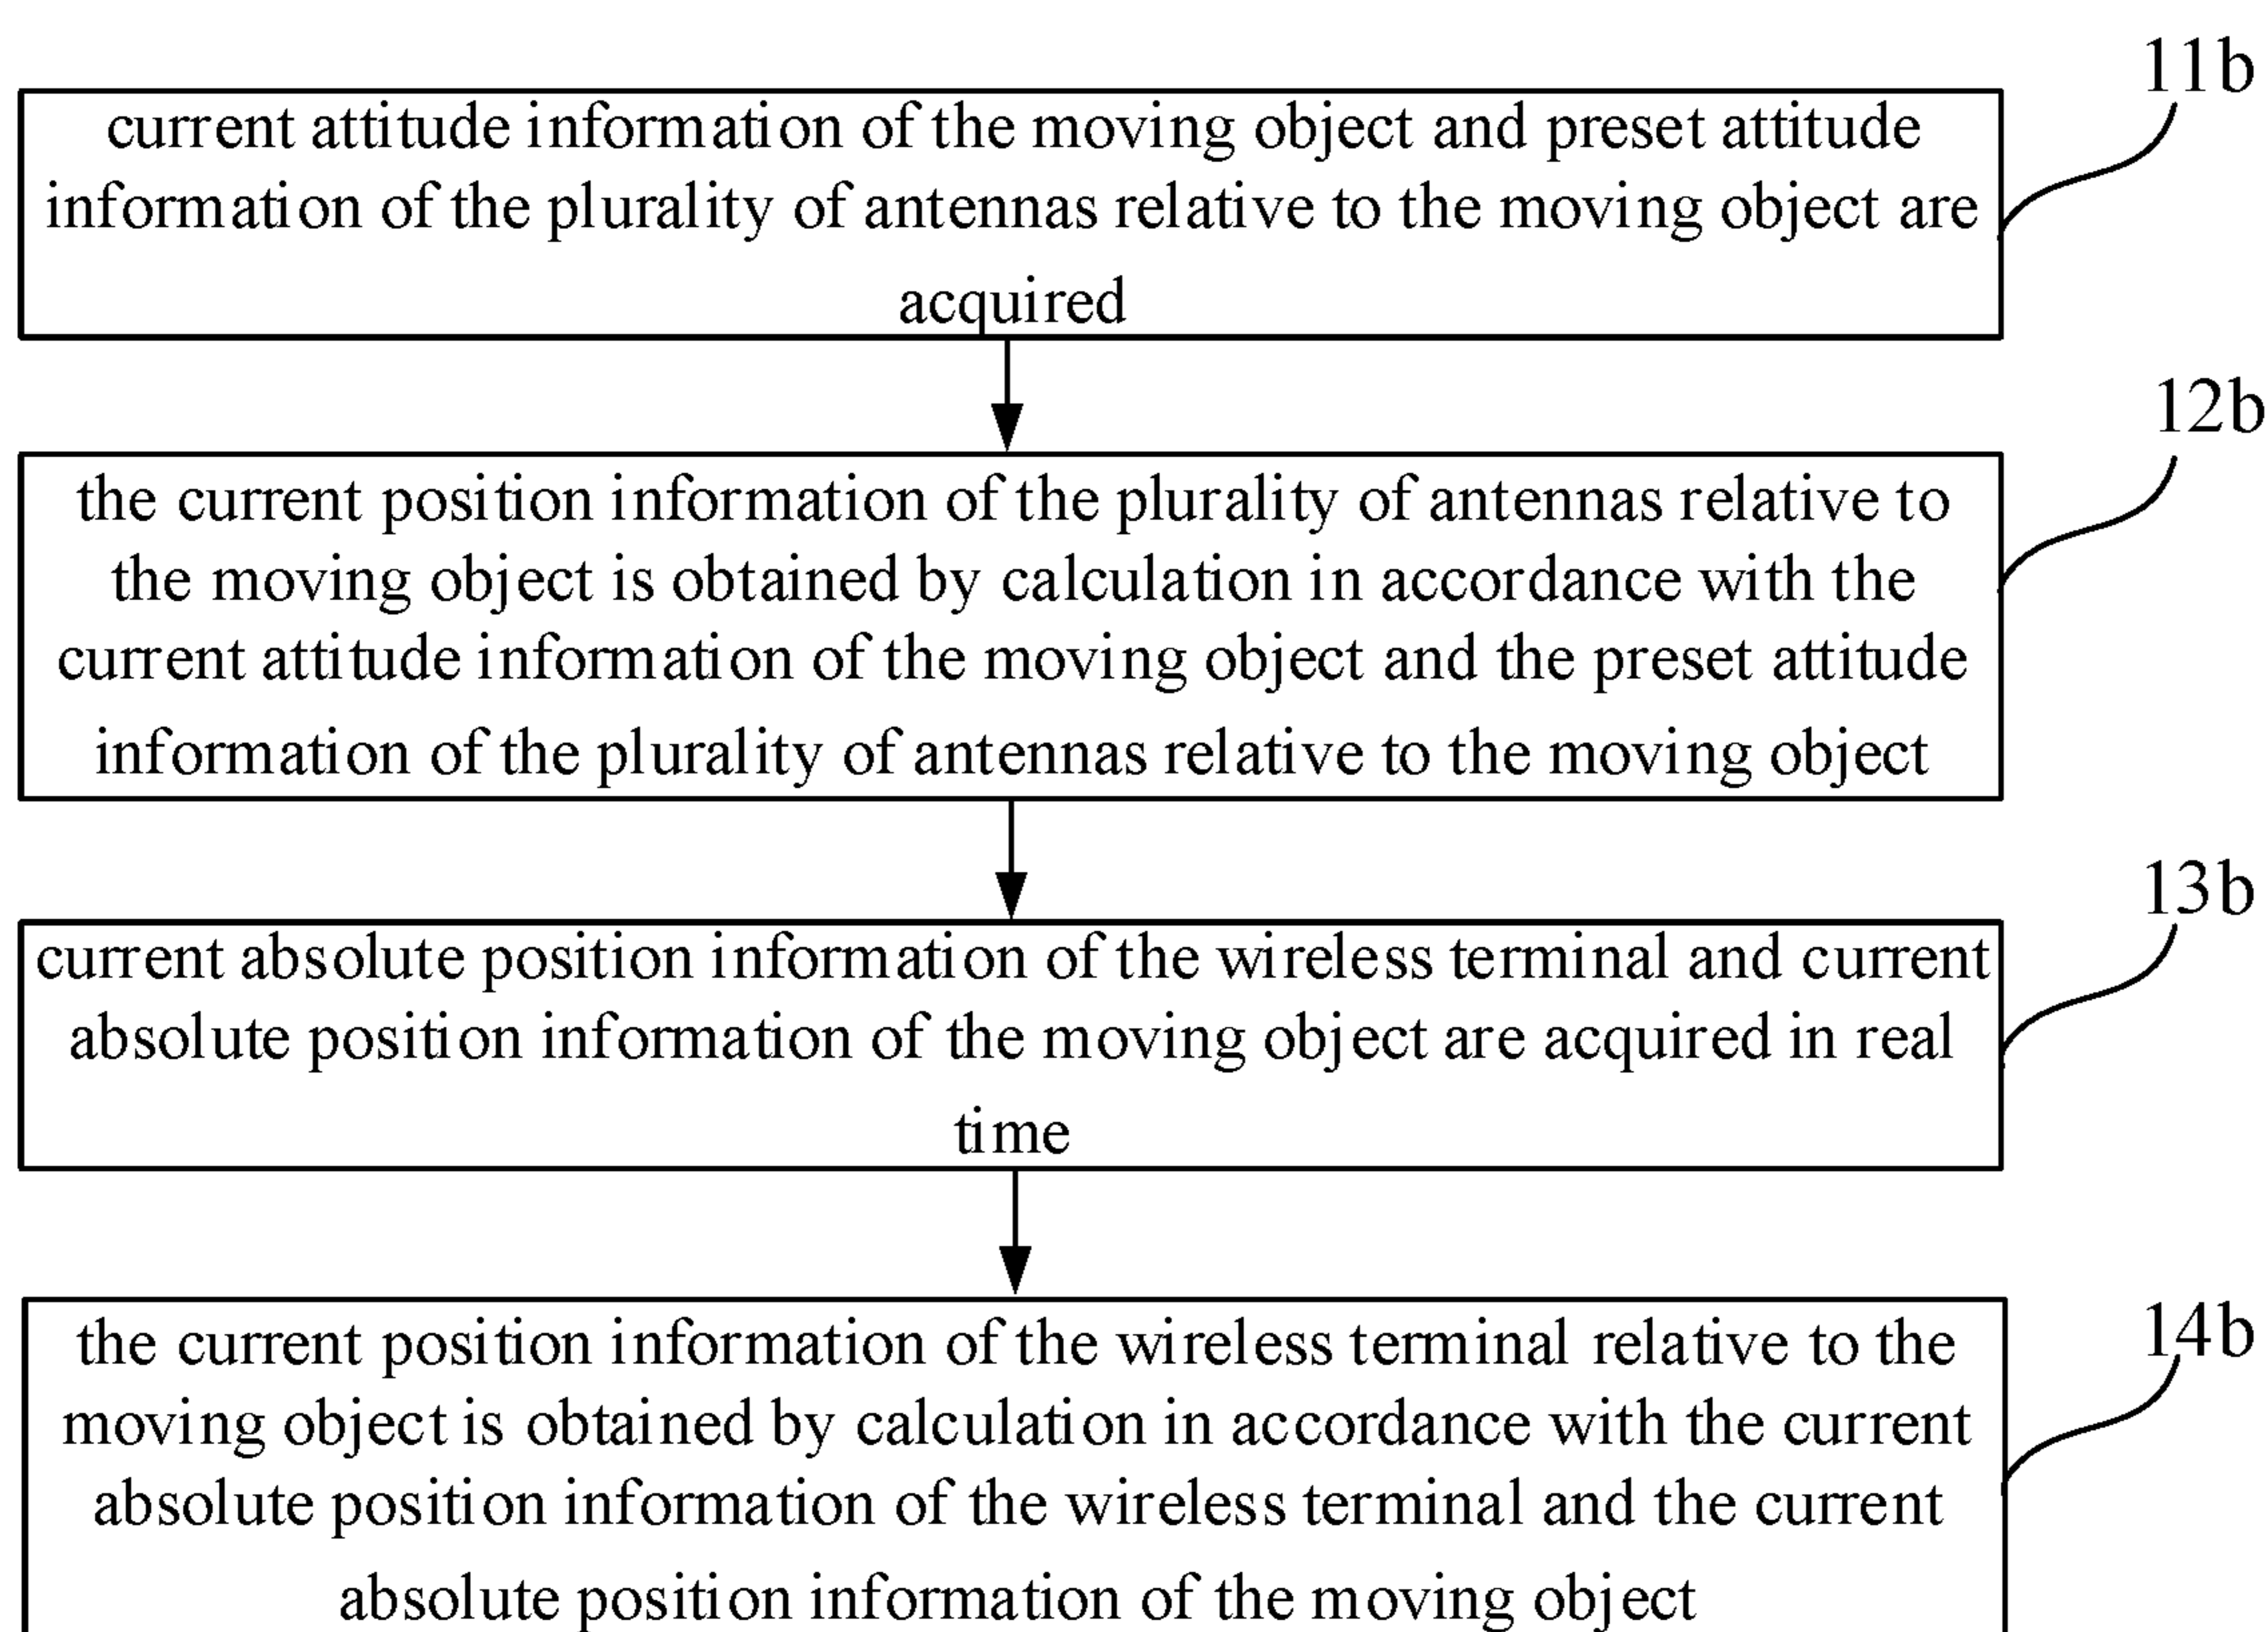 11b
current attitude information of the moving object and preset attitude
information of the plurality of antennas relative to the moving object are
acquired
12b
the current position information of the plurality of antennas relative to
the moving object is obtained by calculation in accordance with the
current attitude information of the moving object and the preset attitude
information of the plurality of antennas relative to the moving object
13b
current absolute position information of the wireless terminal and current
absolute position information of the moving object are acquired in real
time
14b
the current position information of the wireless terminal relative to the
moving object is obtained by calculation in accordance with the current
absolute position information of the wireless terminal and the current
absolute position information of the moving object